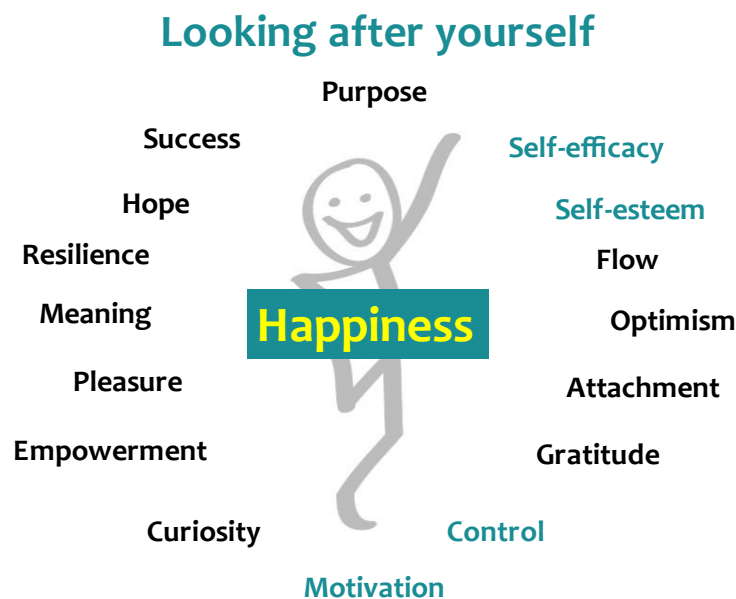 Looking after yourself
Purpose
Success
Self-efficacy
Hope
Self-esteem
Resilience
Flow
Meaning
Happiness
Optimism
Pleasure
Attachment
Empowerment
Gratitude
Curiosity
Control
Motivation